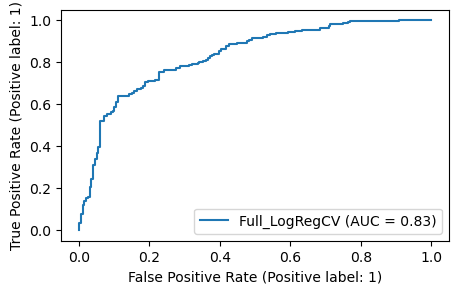 True Positive Rate (Positive label: 1)
1.0
0.8
0.6
0.4
0.2
0.0
Full_LogRegCV (AUC = 0.83)
0.0 0.2 0.4 0.6 0.8 1.0
False Positive Rate (Positive label: 1)